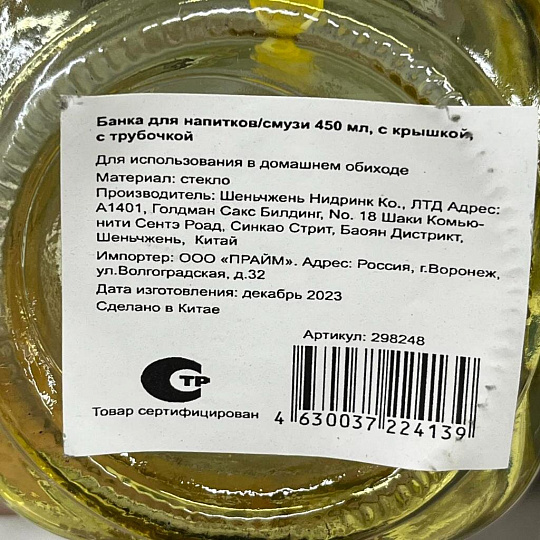 Банка для напитков/смузи 450 мл, с крышкой,
с трубочкой
Для использования в домашнем обиходе
Материал: стекло
Производитель: Шеньчжень Нидринк Ко., ЛТД Адрес:
А1401, Голдман Сакс Билдинг, No. 18 Шаки Комью-
нити Сентэ Роад, Синкао Стрит, Баоян Дистрикт,
Шеньчжень, Китай
Импортер: ООО «ПРАЙМ». Адрес: Россия, г.Воронеж,
ул.Волгоградская, д.32
Дата изготовления: декабрь 2023
Сделано в Китае
Артикул: 298248
СТР
Товар сертифицирован
4 630037 224139